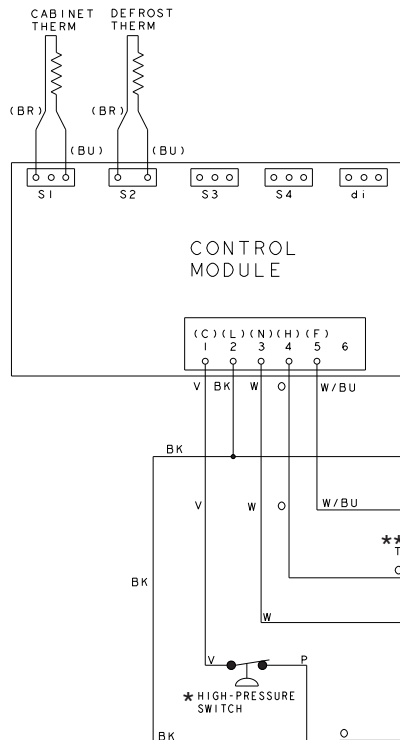 CABINET THERM
DEFROST THERM
(BR)
(BU)
(BR)
(BU)
S1
S2
S3
S4
di
CONTROL
MODULE
(C) (L) (N) (H) (F)
1 2 3 4 5 6
V BK W O W/BU
BK
V W O W/BU
**
T
O
BK
W
V P
* HIGH-PRESSURE
SWITCH
BK
O